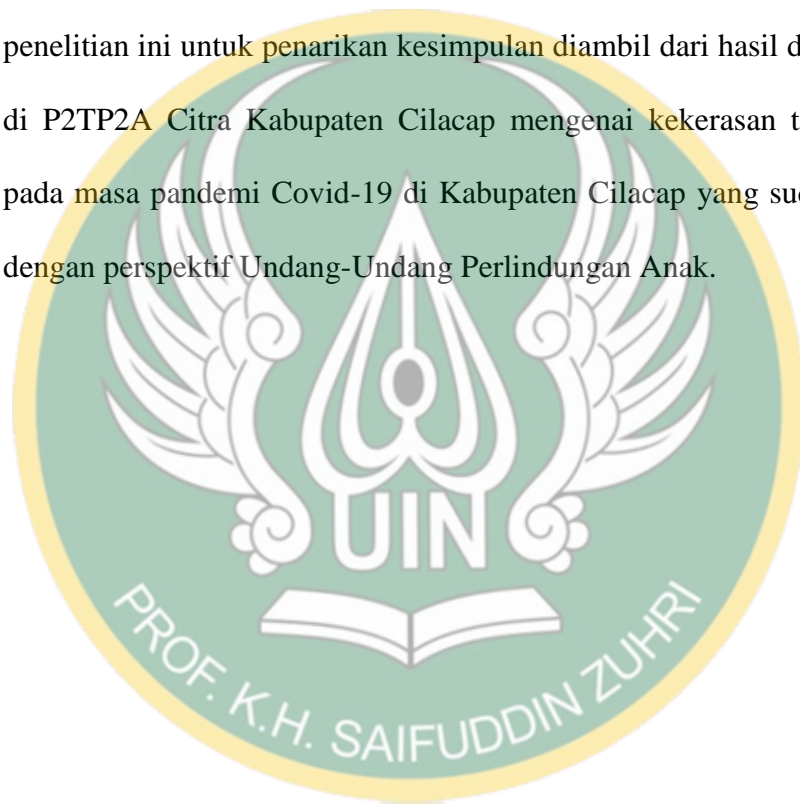 penelitian ini untuk penarikan kesimpulan diambil dari hasil
di P2TP2A Citra Kabupaten Cilacap mengenai kekerasan
pada masa pandemi Covid-19 di Kabupaten Cilacap yang
dengan perspektif Undang-Undang Perlindungan Anak.
UIN
PROF. K.H. SAIFUDDIN ZUHRI